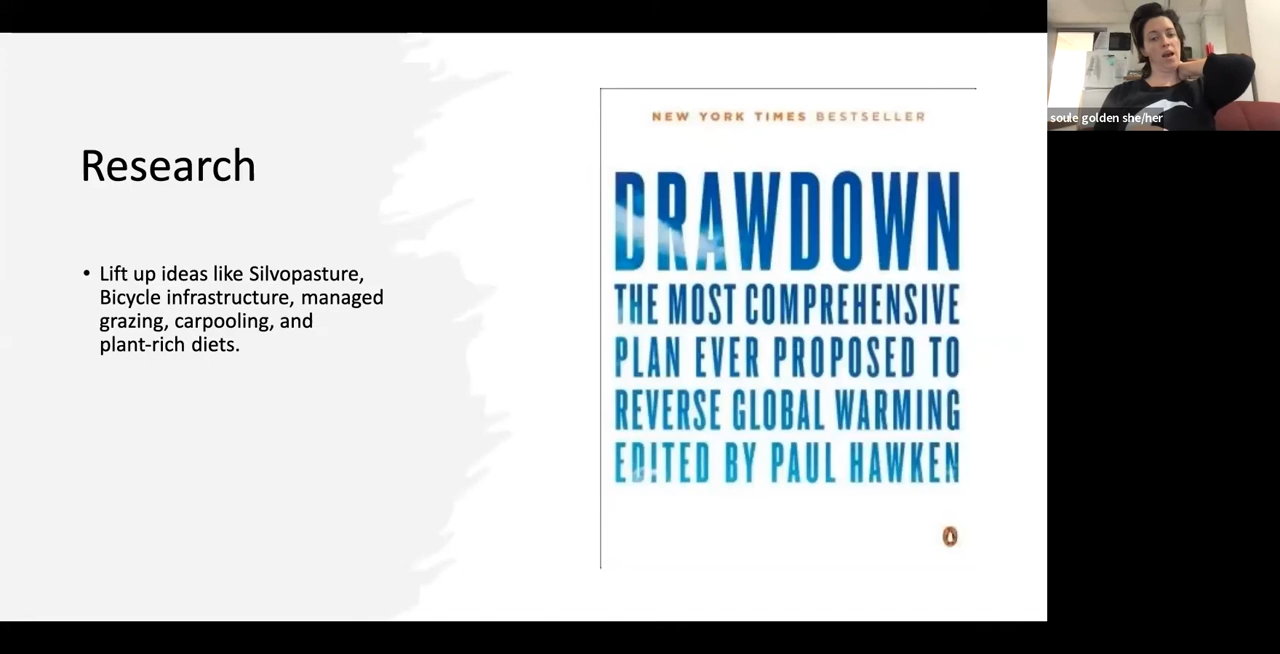 Research
• Lift up ideas like Silvopasture,
Bicycle infrastructure, managed
grazing, carpooling, and
plant-rich diets.
NEW YORK TIMES BESTSELLER
DRAWDOWN
THE MOST COMPREHENSIVE
PLAN EVER PROPOSED TO
REVERSE GLOBAL WARMING
EDITED BY PAUL HAWKEN
soule golden she/her